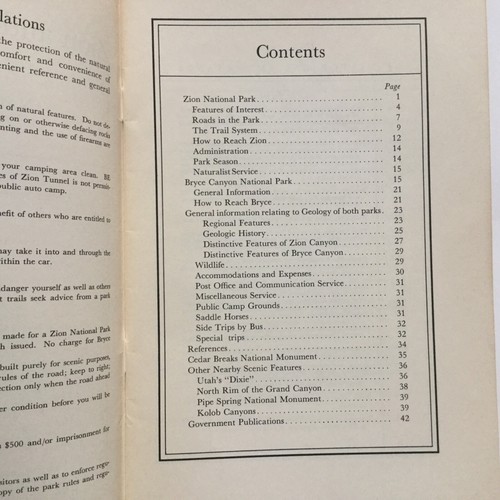 lations
the protection of the natural
comfort and convenience of
enient reference and general
n of natural features. Do not de-
ng on or otherwise defacing rocks
nting and the use of firearms are
your camping area clean. BE
es of Zion Tunnel is not permis-
public auto camp.
nefit of others who are entitled to
may take it into and through the
within the car.
danger yourself as well as others
t trails seek advice from a park
made for a Zion National Park
h issued. No charge for Bryce
built purely for scenic purposes,
rules of the road; keep to right;
ection only when the road ahead
er condition before you will be
$500 and/or imprisonment for
sitors as well as to enforce regu-
opy of the park rules and regu-
Contents
Page
Zion National Park 1
Features of Interest 4
Roads in the Park 7
The Trail System 9
How to Reach Zion 12
Administration 14
Park Season 14
Naturalist Service 15
Bryce Canyon National Park 15
General Information 21
How to Reach Bryce 21
General information relating to Geology of both parks. 23
Regional Features 23
Geologic History 25
Distinctive Features of Zion Canyon 27
Distinctive Features of Bryce Canyon 29
Wildlife 29
Accommodations and Expenses 30
Post Office and Communication Service 31
Miscellaneous Service 31
Public Camp Grounds 31
Saddle Horses 31
Side Trips by Bus 32
Special trips 32
References 34
Cedar Breaks National Monument 35
Other Nearby Scenic Features 36
Utah's "Dixie" 36
North Rim of the Grand Canyon 38
Pipe Spring National Monument 39
Kolob Canyons 39
Government Publications 42